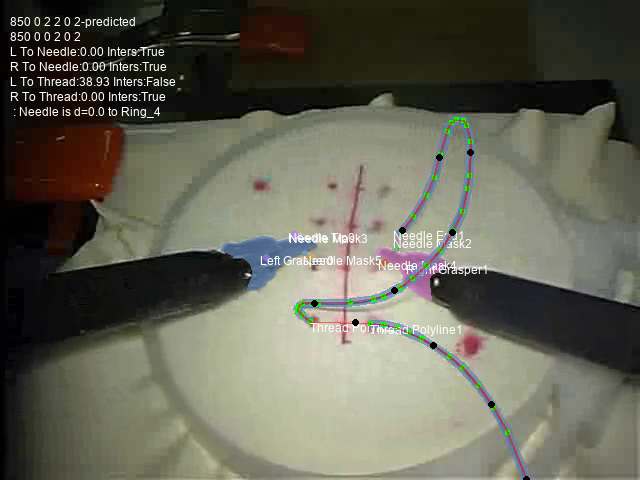 850 0 2 2 0 2-predicted
850 0 0 2 0 2
L To Needle:0.00 Inters:True
R To Needle:0.00 Inters:True
L To Thread:38.93 Inters:False
R To Thread:0.00 Inters:True
: Needle is d=0.0 to Ring_4
Needle End1
Needle Mask3
Needle Mask2
Left Grasper0
Needle Mask5
Needle Mask4
Grasper1
Thread Polyline1